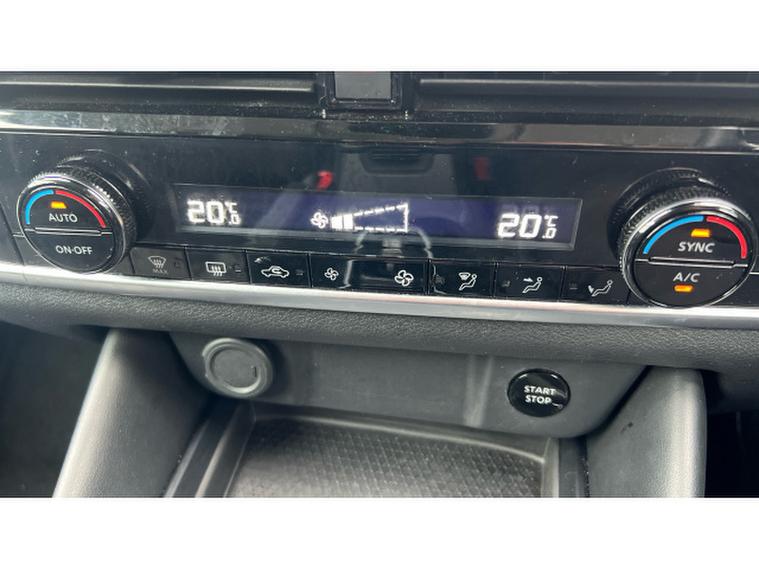 20.0°C 20.0°C
AUTO
ON·OFF
SYNC
A/C
MAX
START
STOP